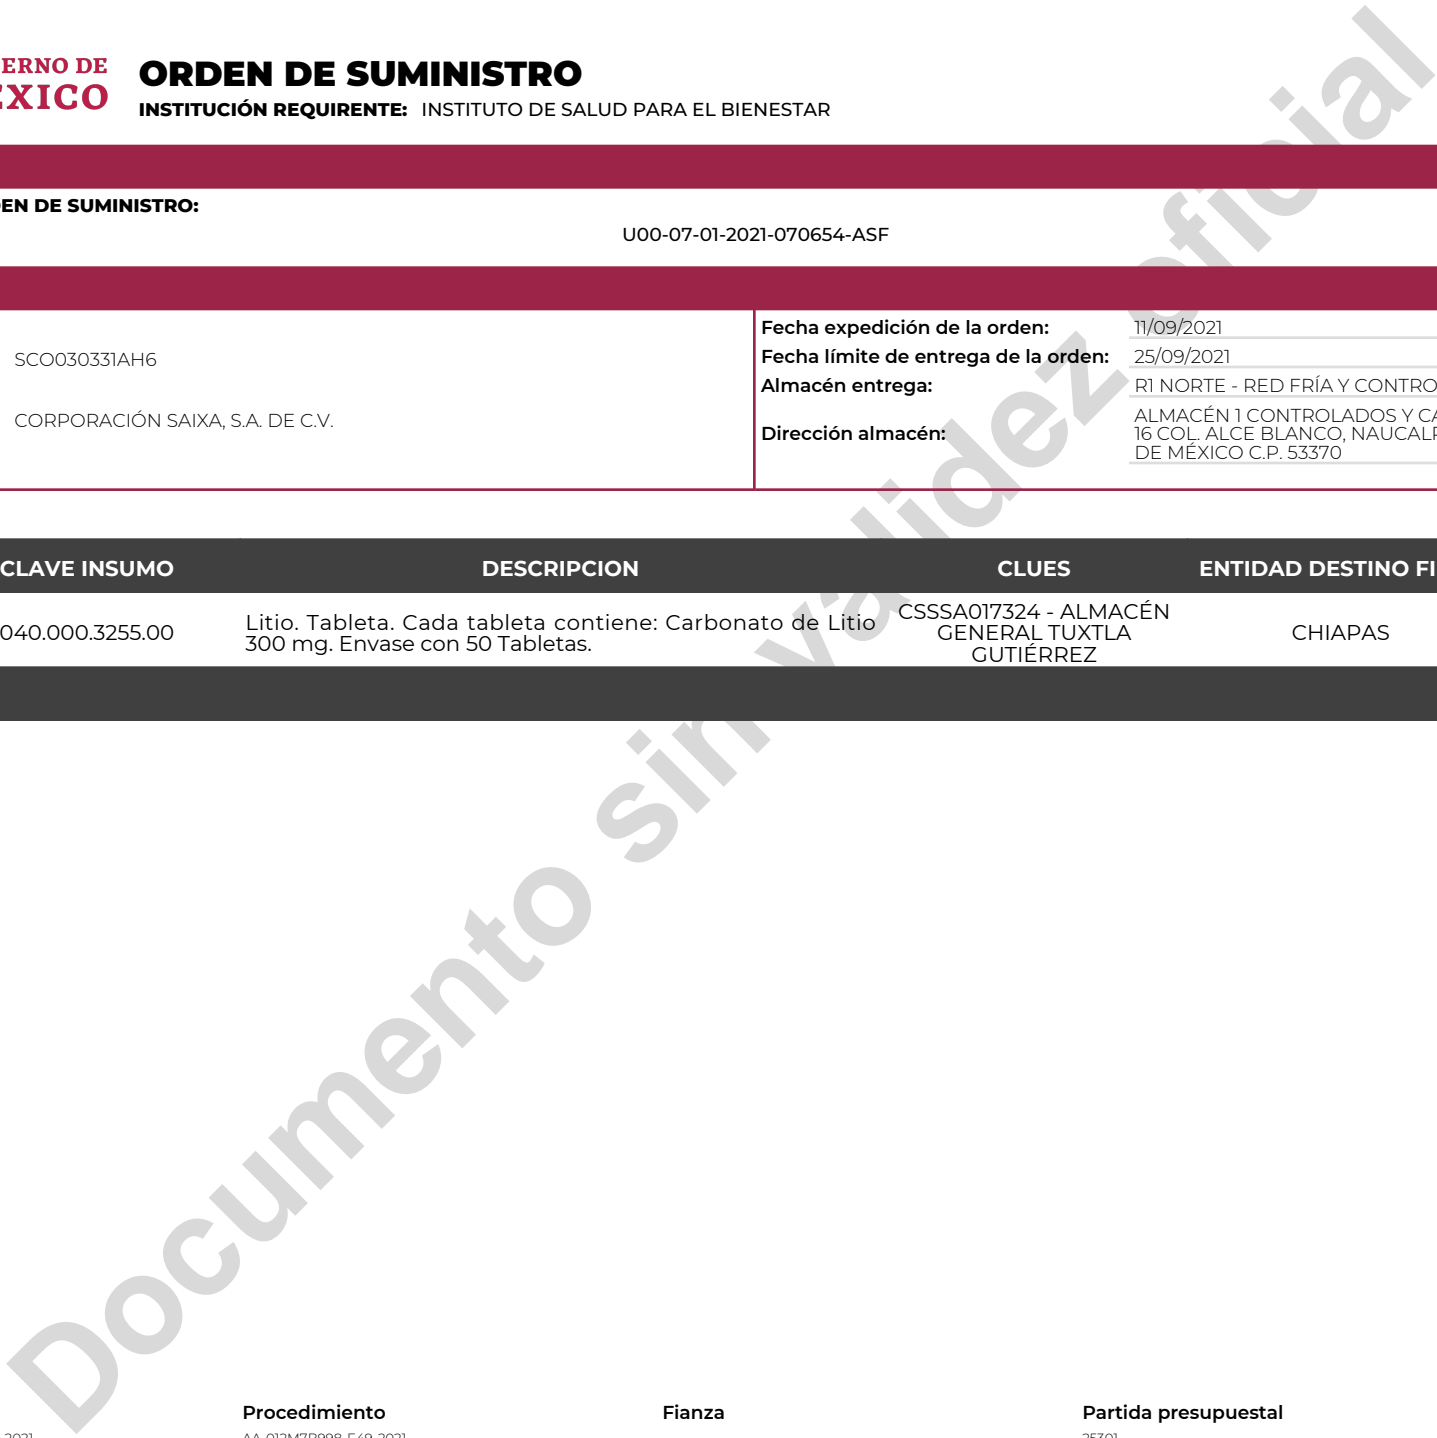 ERNO DE
ORDEN DE SUMINISTRO
EXICO
INSTITUCIÓN REQUIRENTE: INSTITUTO DE SALUD PARA EL BIENESTAR
EN DE SUMINISTRO:
U00-07-01-2021-070654-ASF
SCO030331AH6
CORPORACIÓN SAIXA, S.A. DE C.V.
Fecha expedición de la orden: 11/09/2021
Fecha límite de entrega de la orden: 25/09/2021
Almacén entrega: R1 NORTE - RED FRÍA Y CONTRO
Dirección almacén: ALMACÉN 1 CONTROLADOS Y CA
16 COL. ALCE BLANCO, NAUCALP
DE MÉXICO C.P. 53370
CLAVE INSUMO DESCRIPCION CLUES ENTIDAD DESTINO FI
040.000.3255.00
Litio. Tableta. Cada tableta contiene: Carbonato de Litio
300 mg. Envase con 50 Tabletas.
CSSSA017324 - ALMACÉN
GENERAL TUXTLA
GUTIÉRREZ
CHIAPAS
Documento sin validez oficial
Procedimiento Fianza Partida presupuestal